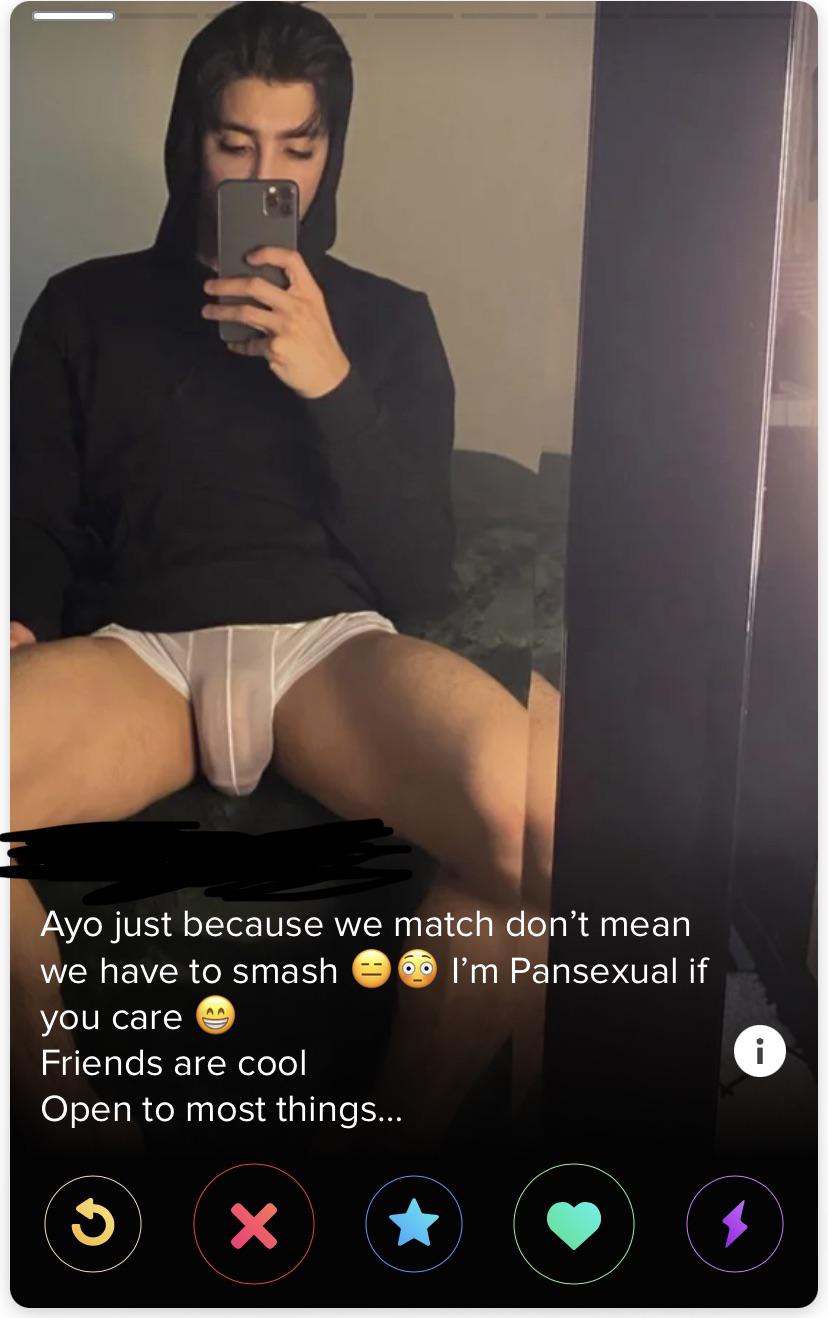 Ayo just because we match don’t mean
we have to smash 😑😳 I’m Pansexual if
you care 😁
Friends are cool
Open to most things...